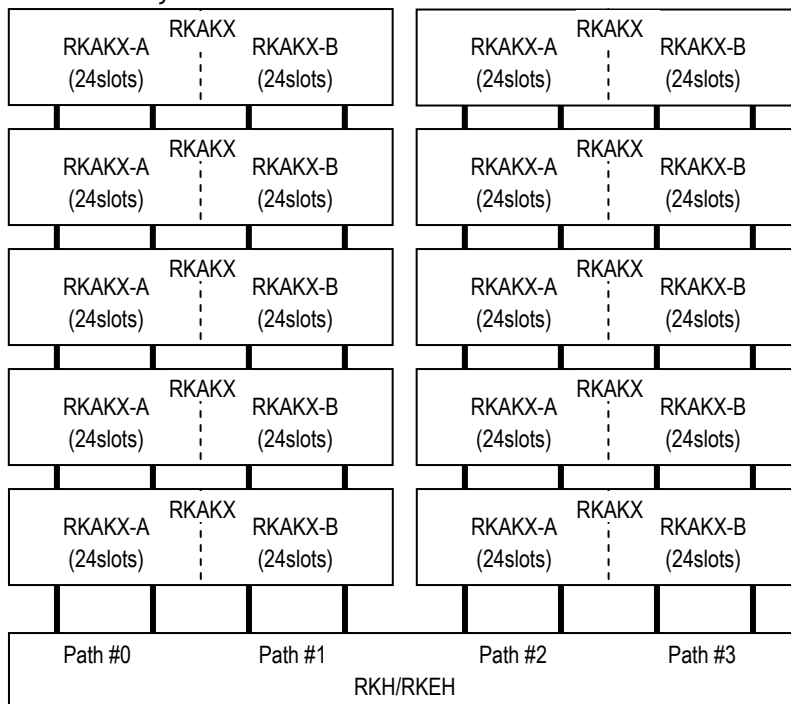 RKAKX RKAKX
RKAKX-A RKAKX-B RKAKX-A RKAKX-B
(24slots) (24slots) (24slots) (24slots)
RKAKX RKAKX
RKAKX-A RKAKX-B RKAKX-A RKAKX-B
(24slots) (24slots) (24slots) (24slots)
RKAKX RKAKX
RKAKX-A RKAKX-B RKAKX-A RKAKX-B
(24slots) (24slots) (24slots) (24slots)
RKAKX RKAKX
RKAKX-A RKAKX-B RKAKX-A RKAKX-B
(24slots) (24slots) (24slots) (24slots)
RKAKX RKAKX
RKAKX-A RKAKX-B RKAKX-A RKAKX-B
(24slots) (24slots) (24slots) (24slots)
Path #0 Path #1 Path #2 Path #3
RKH/RKEH